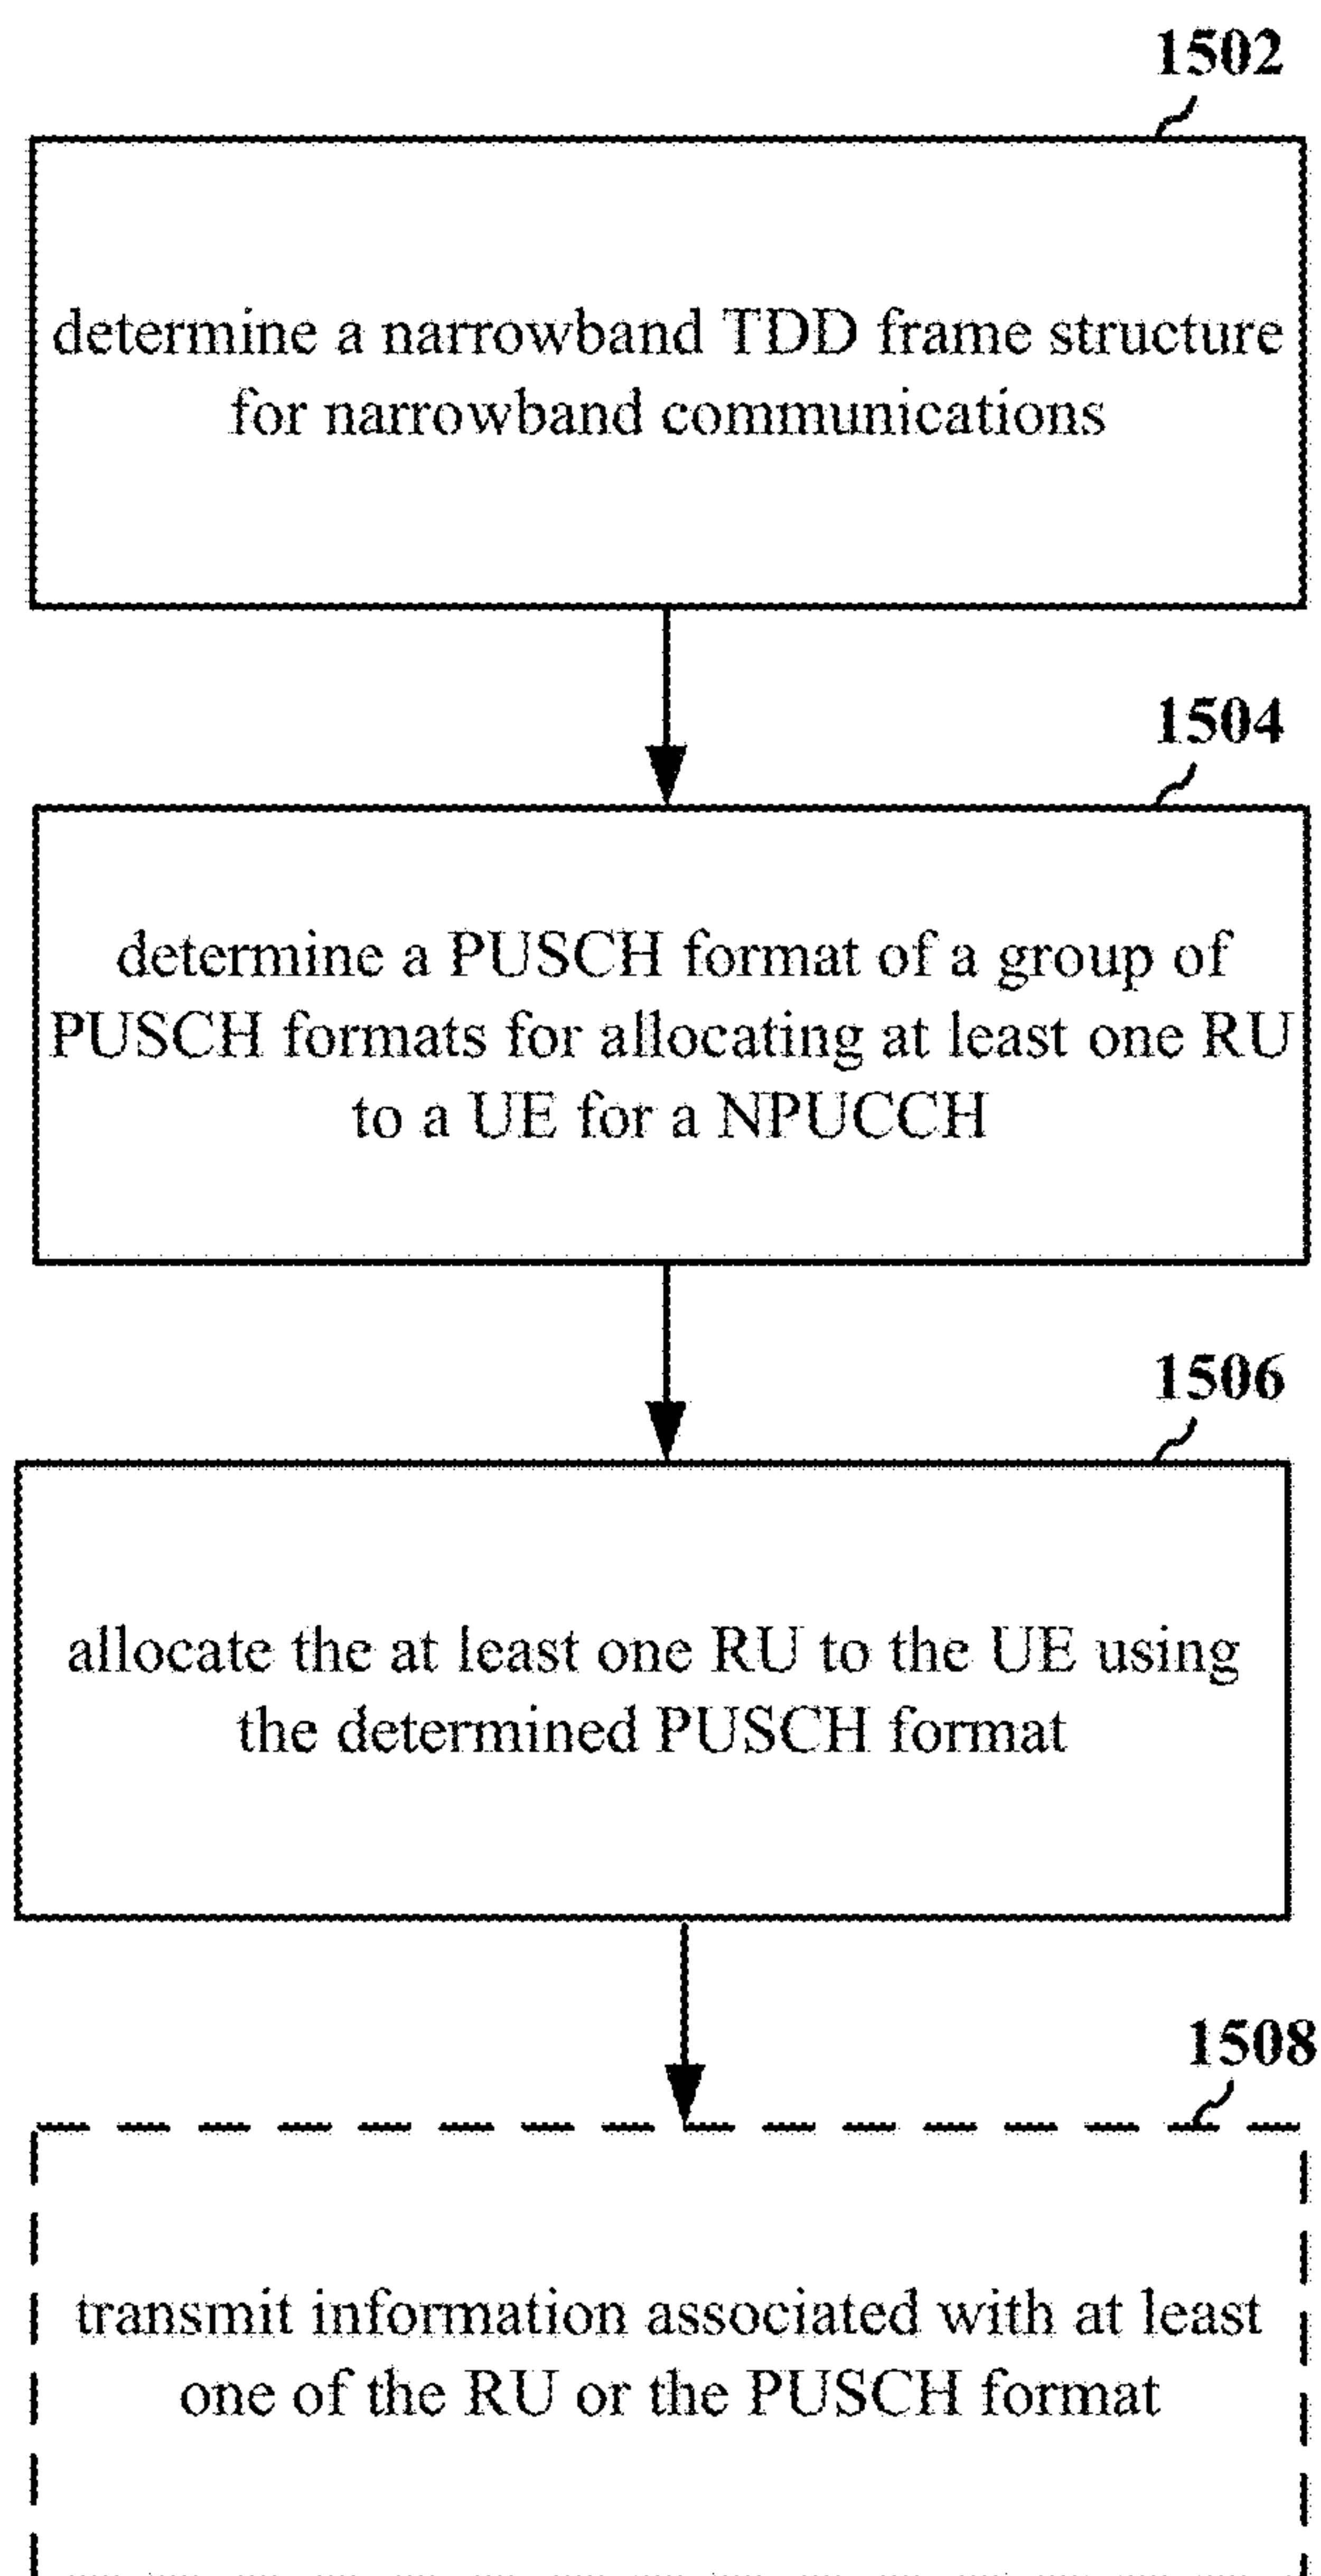 1502
determine a narrowband TDD frame structure
for narrowband communications
1504
determine a PUSCH format of a group of
PUSCH formats for allocating at least one RU
to a UE for a NPUCCH
1506
allocate the at least one RU to the UE using
the determined PUSCH format
1508
transmit information associated with at least
one of the RU or the PUSCH format